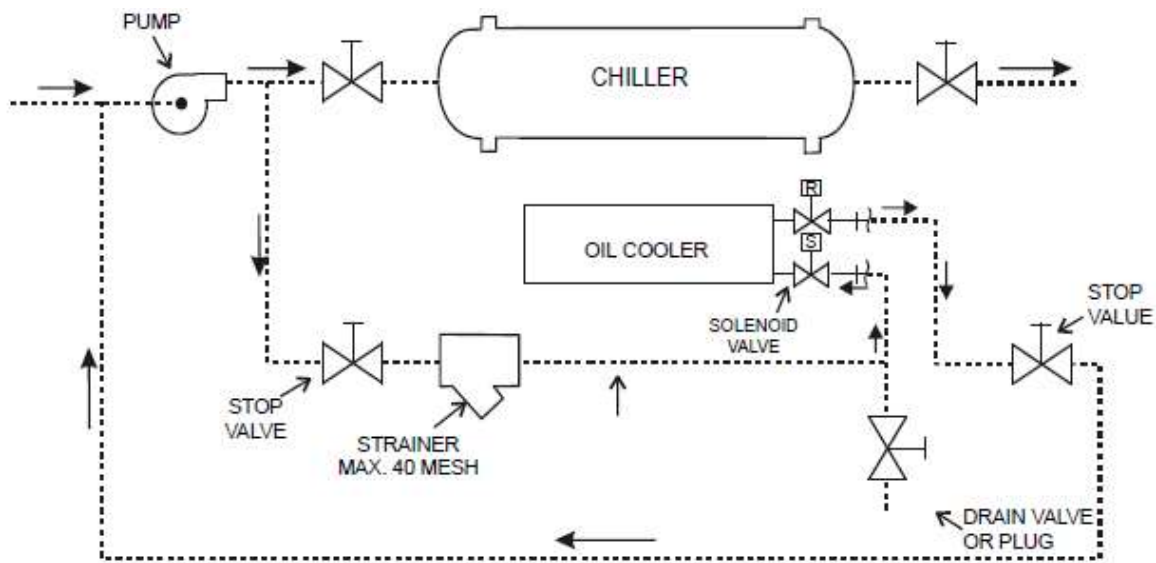 PUMP
CHILLER
R
OIL COOLER
S
SOLENOID
VALVE
STOP
VALUE
STOP
VALVE
STRAINER
MAX. 40 MESH
DRAIN VALVE
OR PLUG